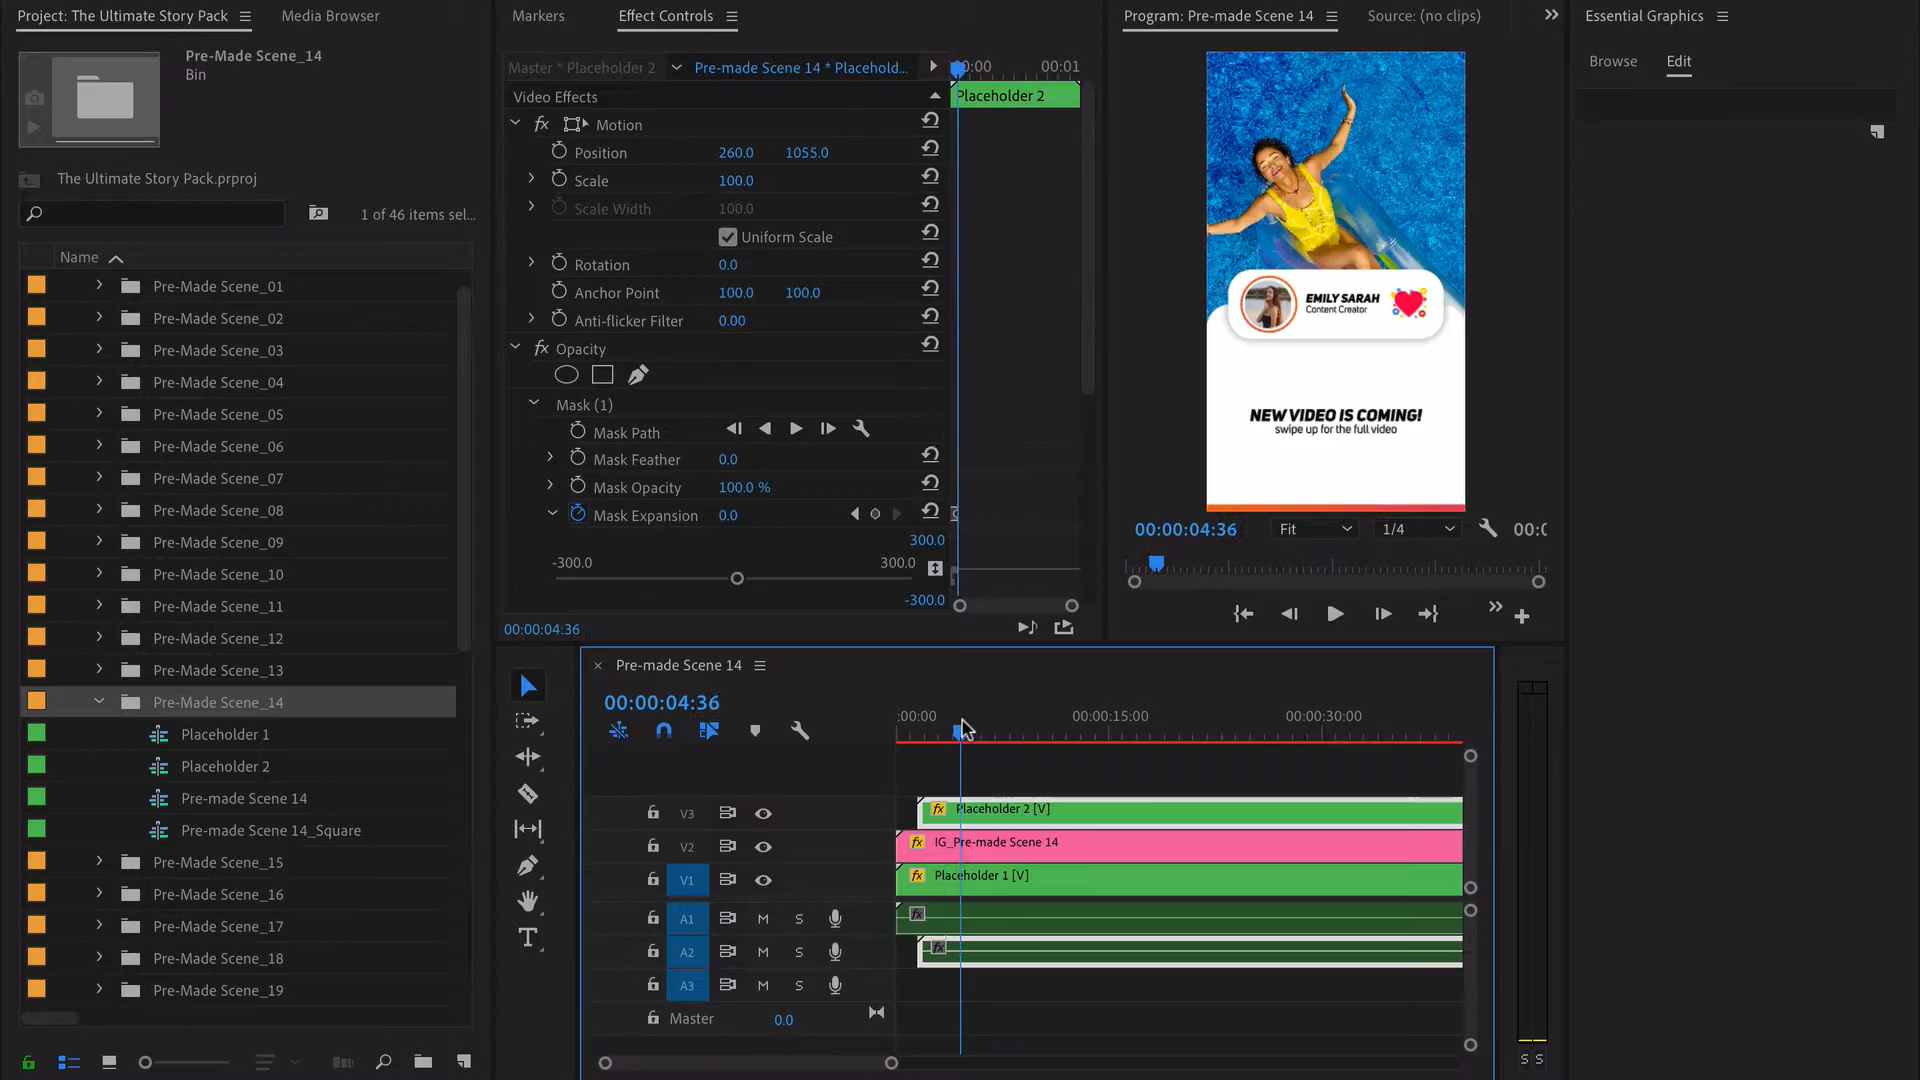 Project: The Ultimate Story Pack
Media Browser
Pre-Made Scene_14
Bin
The Ultimate Story Pack.prproj
1 of 46 items sel...
Name
Pre-Made Scene_01
Pre-Made Scene_02
Pre-Made Scene_03
Pre-Made Scene_04
Pre-Made Scene_05
Pre-Made Scene_06
Pre-Made Scene_07
Pre-Made Scene_08
Pre-Made Scene_09
Pre-Made Scene_10
Pre-Made Scene_11
Pre-Made Scene_12
Pre-Made Scene_13
Pre-Made Scene_14
Placeholder 1
Placeholder 2
Pre-made Scene 14
Pre-made Scene 14_Square
Pre-Made Scene_15
Pre-Made Scene_16
Pre-Made Scene_17
Pre-Made Scene_18
Pre-Made Scene_19
Markers
Effect Controls
Master * Placeholder 2
Pre-made Scene 14 * Placehold...
:00:00
00:01
Video Effects
Placeholder 2
fx Motion
Position 260.0 1055.0
Scale 100.0
Scale Width 100.0
Uniform Scale
Rotation 0.0
Anchor Point 100.0 100.0
Anti-flicker Filter 0.00
fx Opacity
Mask (1)
Mask Path
Mask Feather 0.0
Mask Opacity 100.0 %
Mask Expansion 0.0
300.0
-300.0 300.0
-300.0
00:00:04:36
Program: Pre-made Scene 14
Source: (no clips)
EMILY SARAH
Content Creator
NEW VIDEO IS COMING!
swipe up for the full video
00:00:04:36
Fit
1/4
Essential Graphics
Browse
Edit
Pre-made Scene 14
00:00:04:36
:00:00
00:00:15:00
00:00:30:00
V3
fx Placeholder 2 [V]
V2
fx IG_Pre-made Scene 14
V1
fx Placeholder 1 [V]
A1 M S
fx
A2 M S
fx
A3 M S
Master 0.0
S S